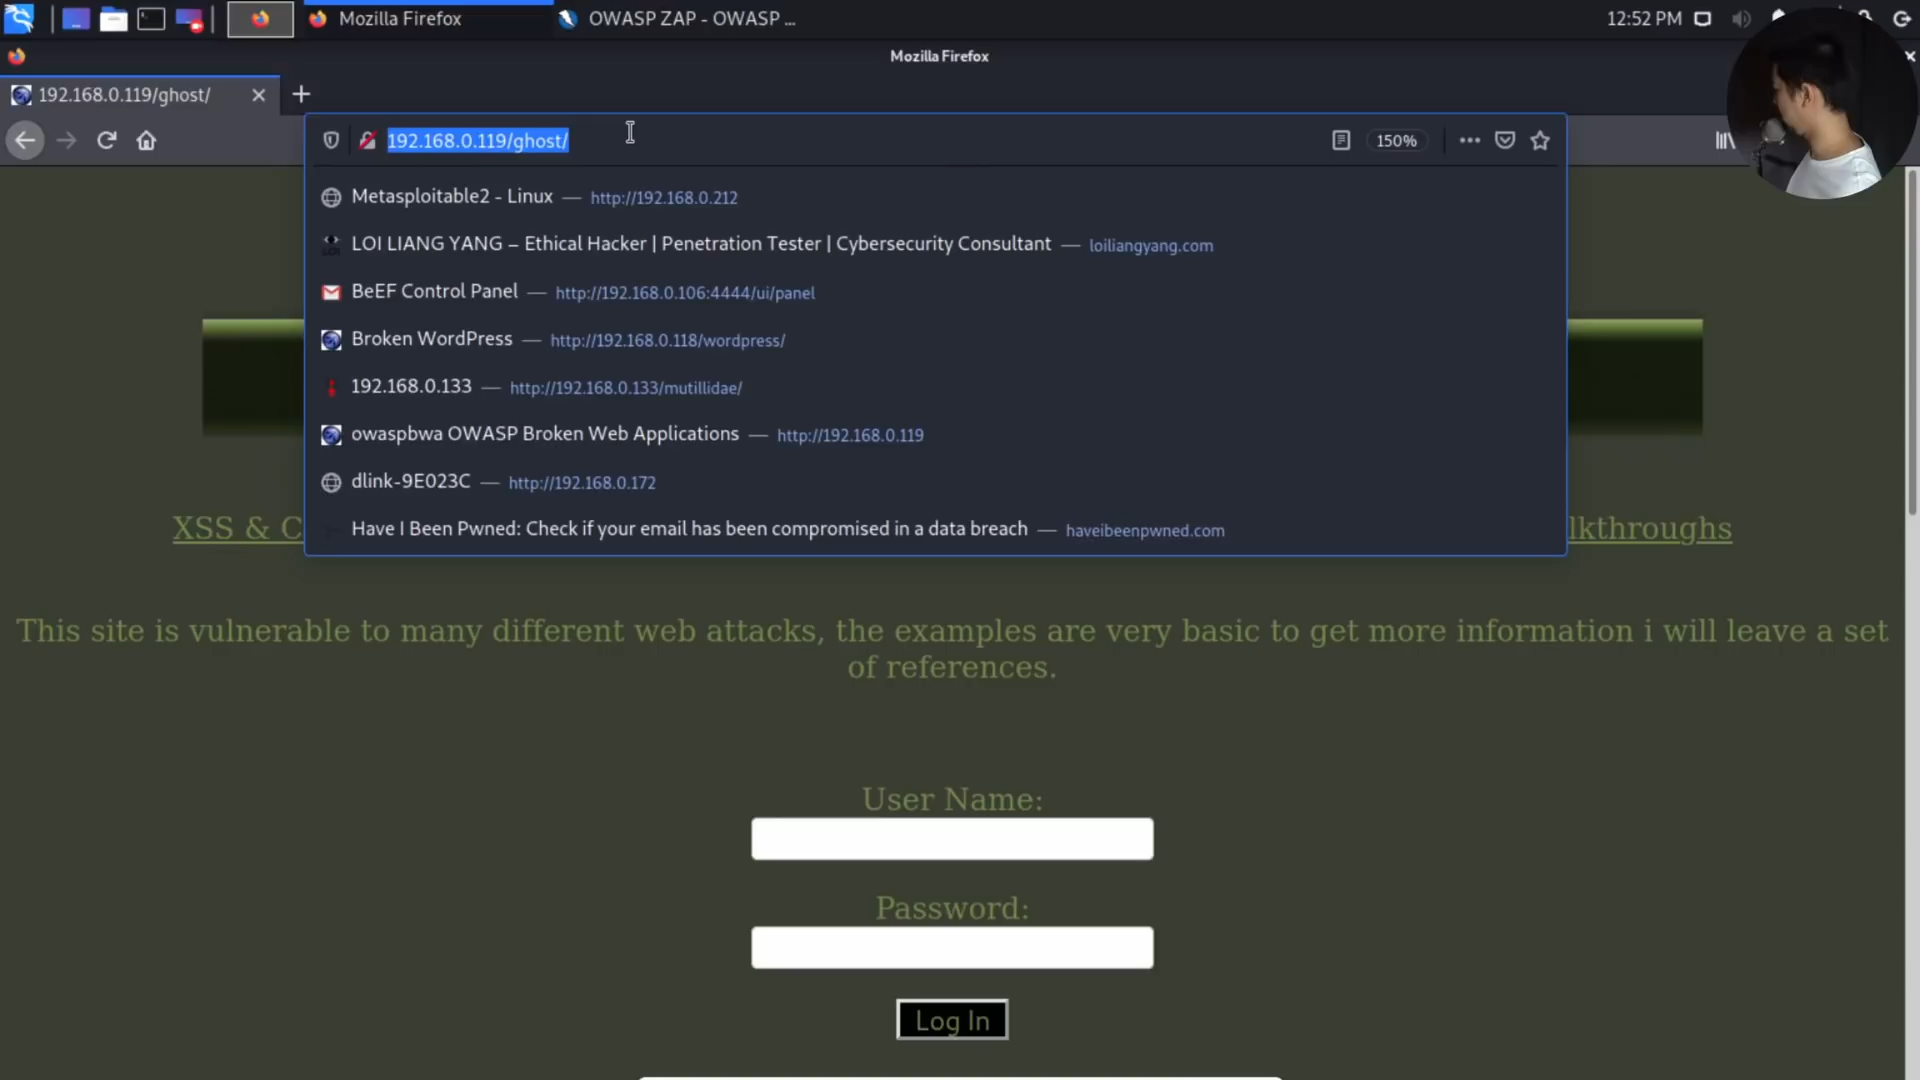 Mozilla Firefox
OWASP ZAP - OWASP ...
12:52 PM
Mozilla Firefox
192.168.0.119/ghost/
192.168.0.119/ghost/
150%
Metasploitable2 - Linux — http://192.168.0.212
LOI LIANG YANG – Ethical Hacker | Penetration Tester | Cybersecurity Consultant — loiliangyang.com
BeEF Control Panel — http://192.168.0.106:4444/ui/panel
Broken WordPress — http://192.168.0.118/wordpress/
192.168.0.133 — http://192.168.0.133/mutillidae/
owaspbwa OWASP Broken Web Applications — http://192.168.0.119
dlink-9E023C — http://192.168.0.172
Have I Been Pwned: Check if your email has been compromised in a data breach — haveibeenpwned.com
XSS & C lkthroughs
This site is vulnerable to many different web attacks, the examples are very basic to get more information i will leave a set
of references.
User Name:
Password:
Log In